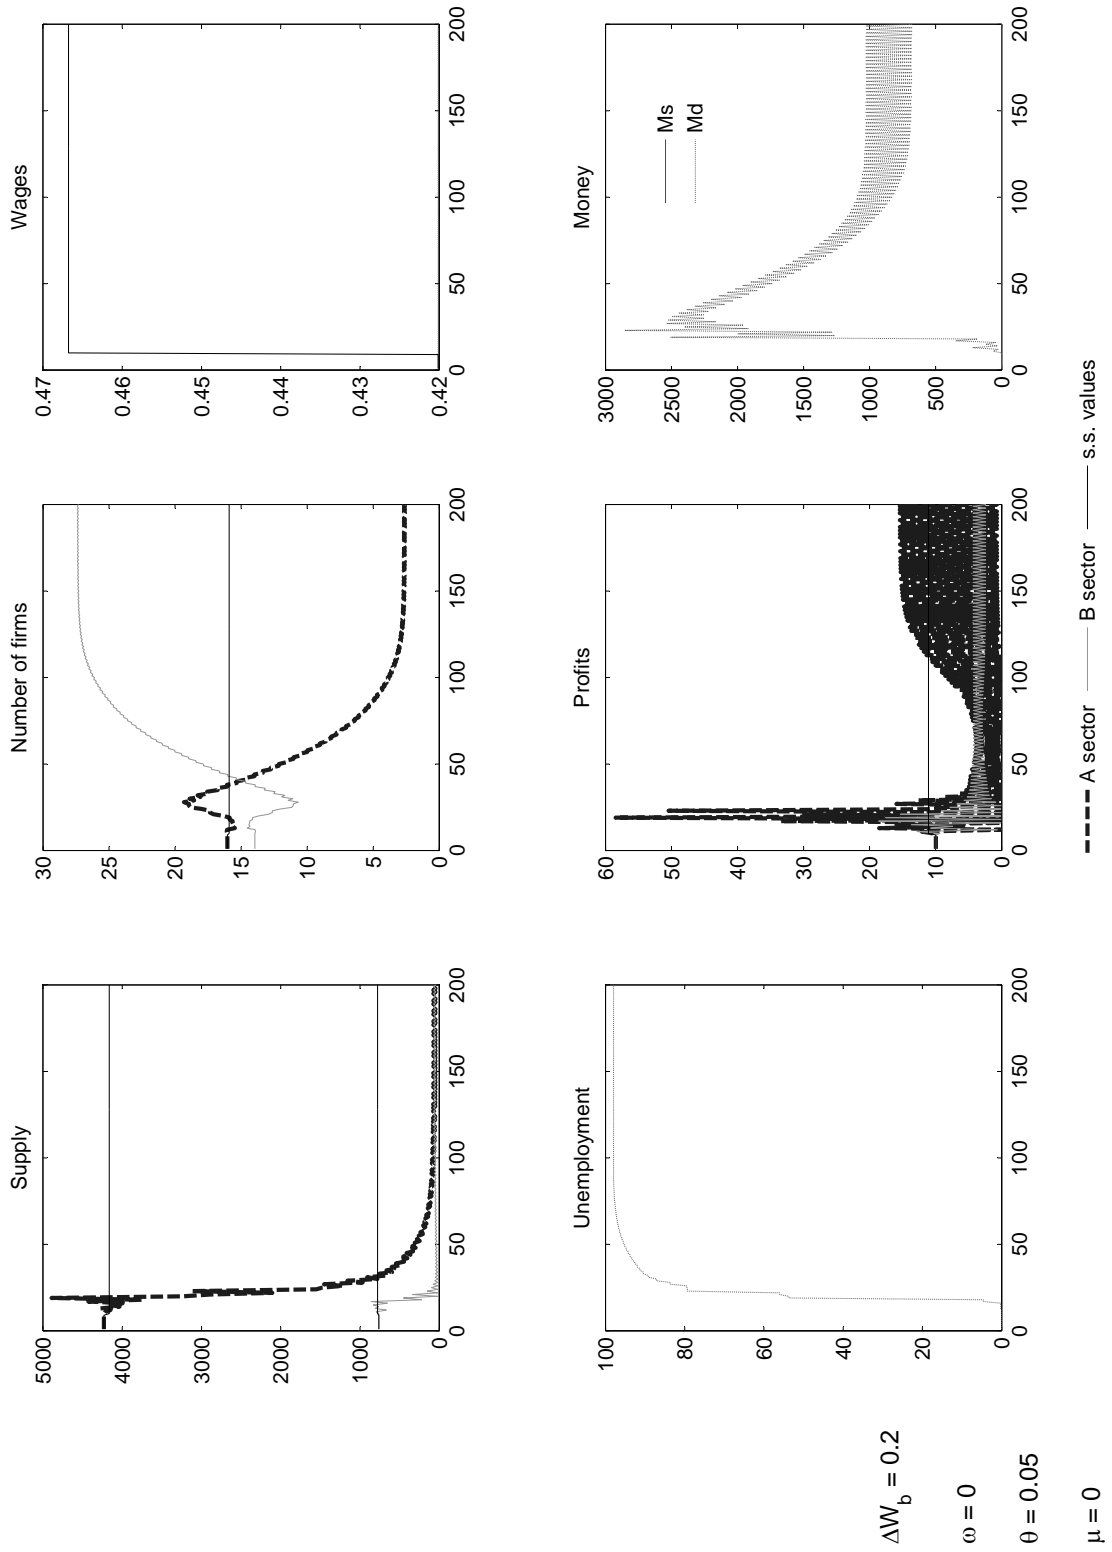 Supply
5000
4000
3000
2000
1000
0
0 50 100 150 200
Number of firms
30
25
20
15
10
5
0
0 50 100 150 200
Wages
0.47
0.46
0.45
0.44
0.43
0.42
0 50 100 150 200
Unemployment
100
80
60
40
20
0
0 50 100 150 200
Profits
60
50
40
30
20
10
0
0 50 100 150 200
Money
3000
2500
2000
1500
1000
500
0
0 50 100 150 200
Ms
Md
ΔW_b = 0.2
ω = 0
θ = 0.05
μ = 0
A sector B sector s.s. values